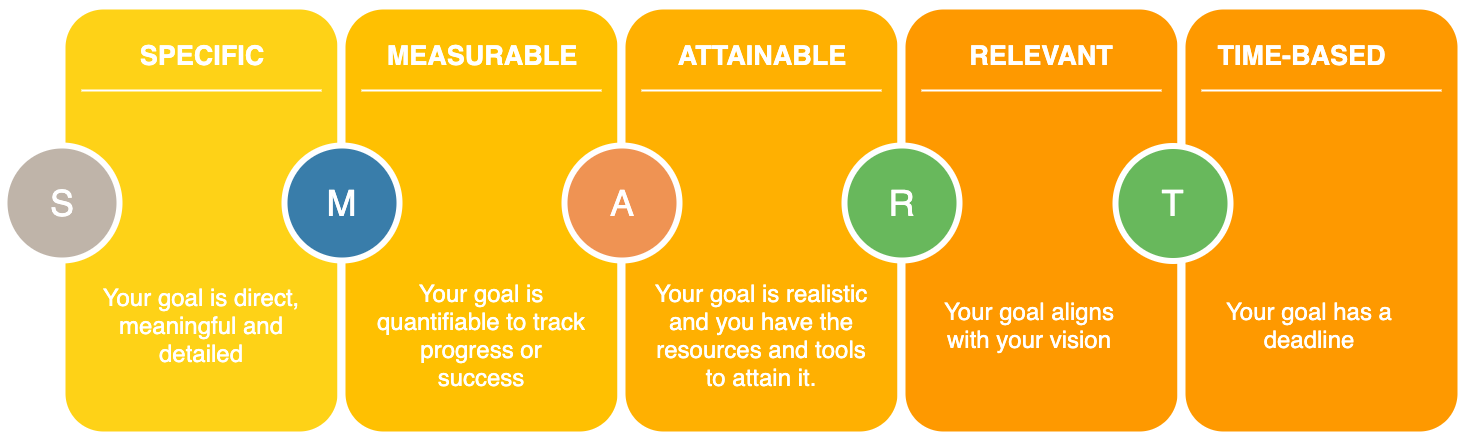 SPECIFIC
S
Your goal is direct,
meaningful and
detailed
MEASURABLE
M
Your goal is
quantifiable to track
progress or
success
ATTAINABLE
A
Your goal is realistic
and you have the
resources and tools
to attain it.
RELEVANT
R
Your goal aligns
with your vision
TIME-BASED
T
Your goal has a
deadline